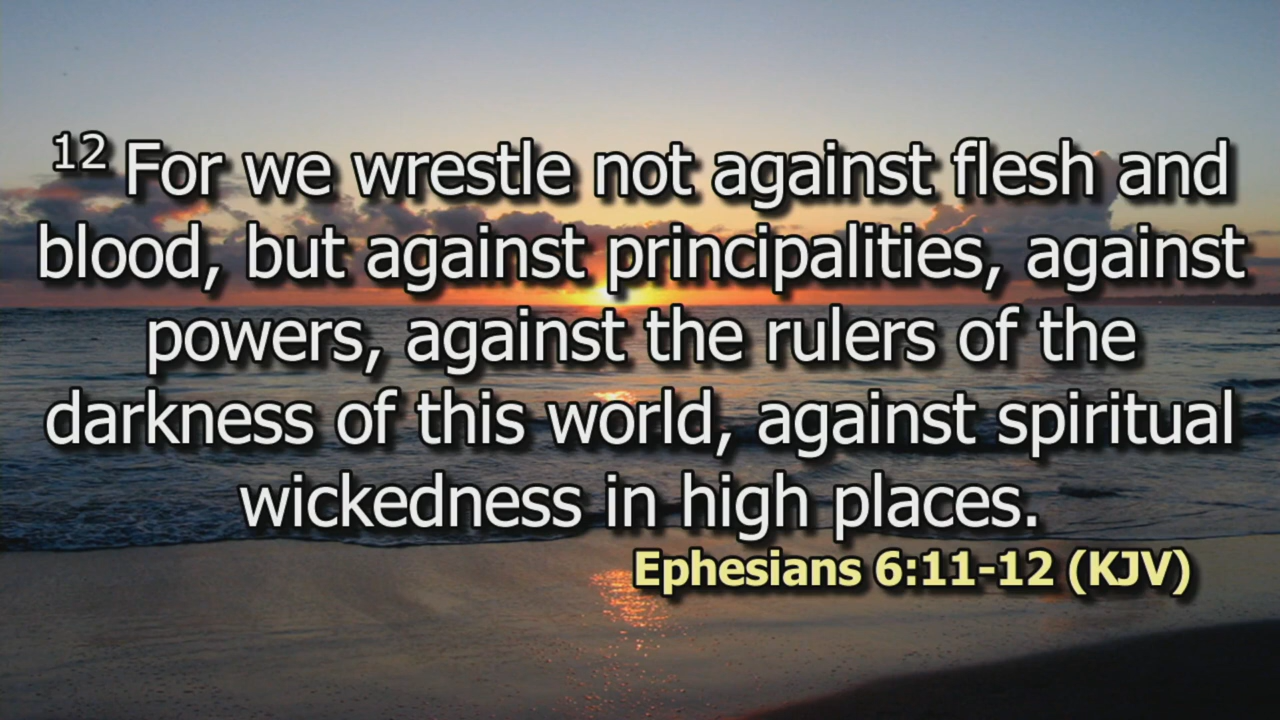 12 For we wrestle not against flesh and
blood, but against principalities, against
powers, against the rulers of the
darkness of this world, against spiritual
wickedness in high places.
Ephesians 6:11-12 (KJV)